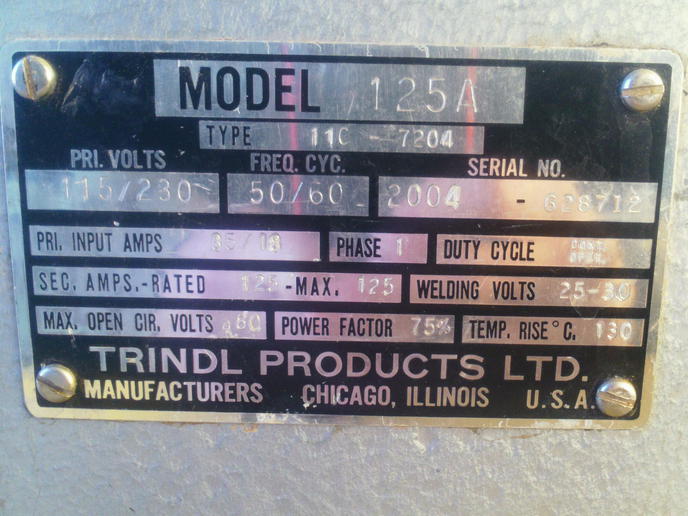 MODEL 125A
TYPE 110 - 7204
PRI. VOLTS FREQ. CYC. SERIAL NO.
115/230 50/60 2004 - 628712
PRI. INPUT AMPS PHASE 1 DUTY CYCLE
SEC. AMPS.-RATED 125 -MAX. 125 WELDING VOLTS 25-30
MAX. OPEN CIR. VOLTS POWER FACTOR 75% TEMP. RISE °C. 130
TRINDL PRODUCTS LTD.
MANUFACTURERS CHICAGO, ILLINOIS U.S.A.